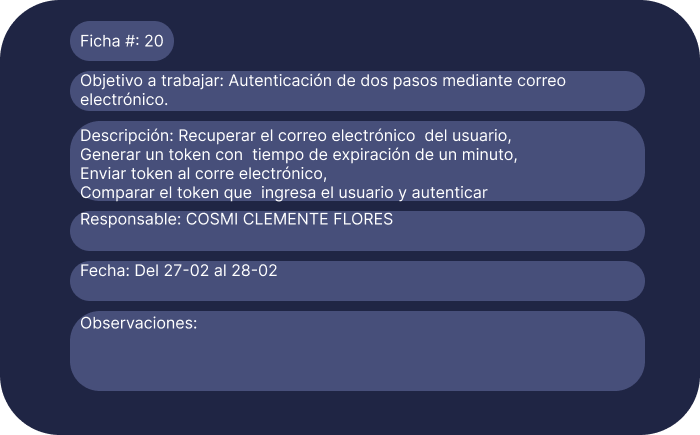 Ficha #: 20
Objetivo a trabajar: Autenticación de dos pasos mediante correo
electrónico.
Descripción: Recuperar el correo electrónico  del usuario,
Generar un token con  tiempo de expiración de un minuto,
Enviar token al corre electrónico,
Comparar el token que  ingresa el usuario y autenticar
Responsable: COSMI CLEMENTE FLORES
Fecha: Del 27-02 al 28-02
Observaciones: